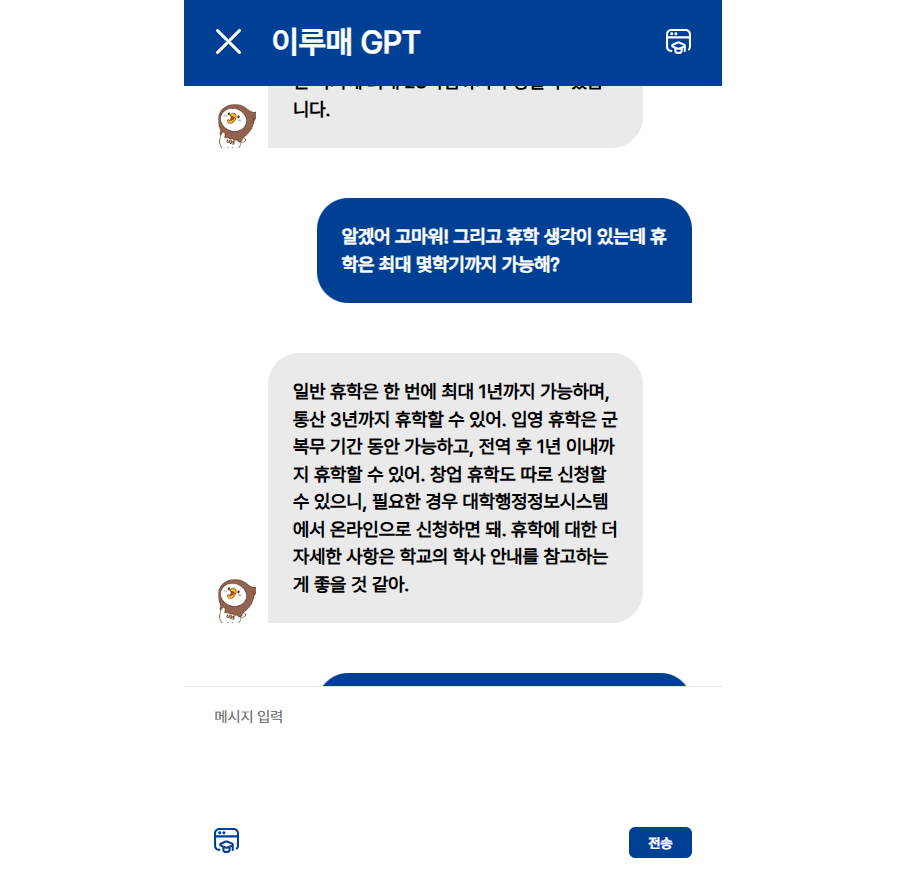 이루매 GPT
니다.
알겠어 고마워! 그리고 휴학 생각이 있는데 휴
학은 최대 몇학기까지 가능해?
일반 휴학은 한 번에 최대 1년까지 가능하며,
통산 3년까지 휴학할 수 있어. 입영 휴학은 군
복무 기간 동안 가능하고, 전역 후 1년 이내까
지 휴학할 수 있어. 창업 휴학도 따로 신청할
수 있으니, 필요한 경우 대학행정정보시스템
에서 온라인으로 신청하면 돼. 휴학에 대한 더
자세한 사항은 학교의 학사 안내를 참고하는
게 좋을 것 같아.
메시지 입력
전송